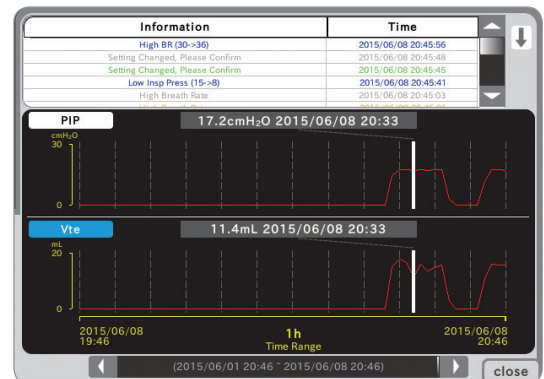 Information Time
High BR (30->36) 2015/06/08 20:45:56
Setting Changed, Please Confirm 2015/06/08 20:45:48
Setting Changed, Please Confirm 2015/06/08 20:45:45
Low Insp Press (15->8) 2015/06/08 20:45:41
High Breath Rate 2015/06/08 20:45:03
PIP 17.2cmH₂O 2015/06/08 20:33
cmH₂O
30
0
Vte 11.4mL 2015/06/08 20:33
mL
20
0
2015/06/08 1h 2015/06/08
19:46 Time Range 20:46
(2015/06/01 20:46 ~ 2015/06/08 20:46)
close